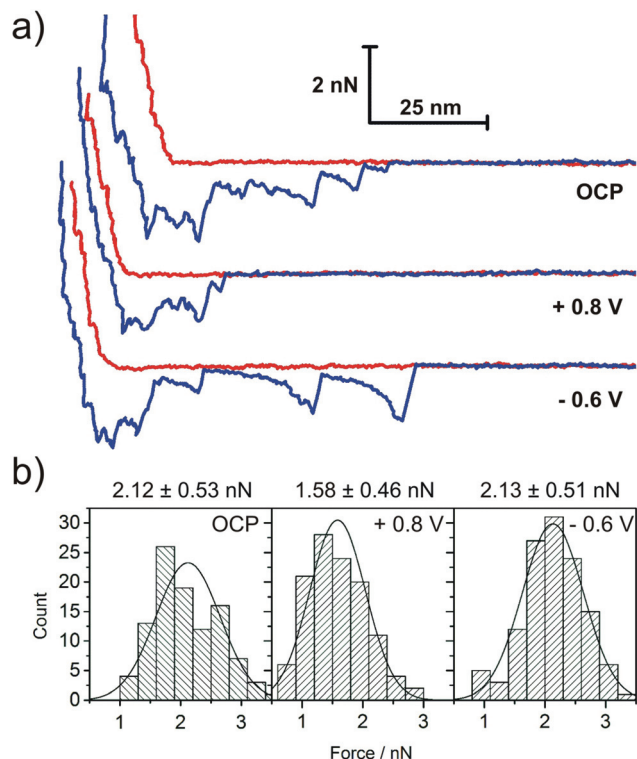 a)
2 nN
25 nm
OCP
+ 0.8 V
- 0.6 V
b)
2.12 ± 0.53 nN
1.58 ± 0.46 nN
2.13 ± 0.51 nN
OCP
+ 0.8 V
- 0.6 V
30
25
20
15
10
5
0
Count
1 2 3 1 2 3 1 2 3
Force / nN